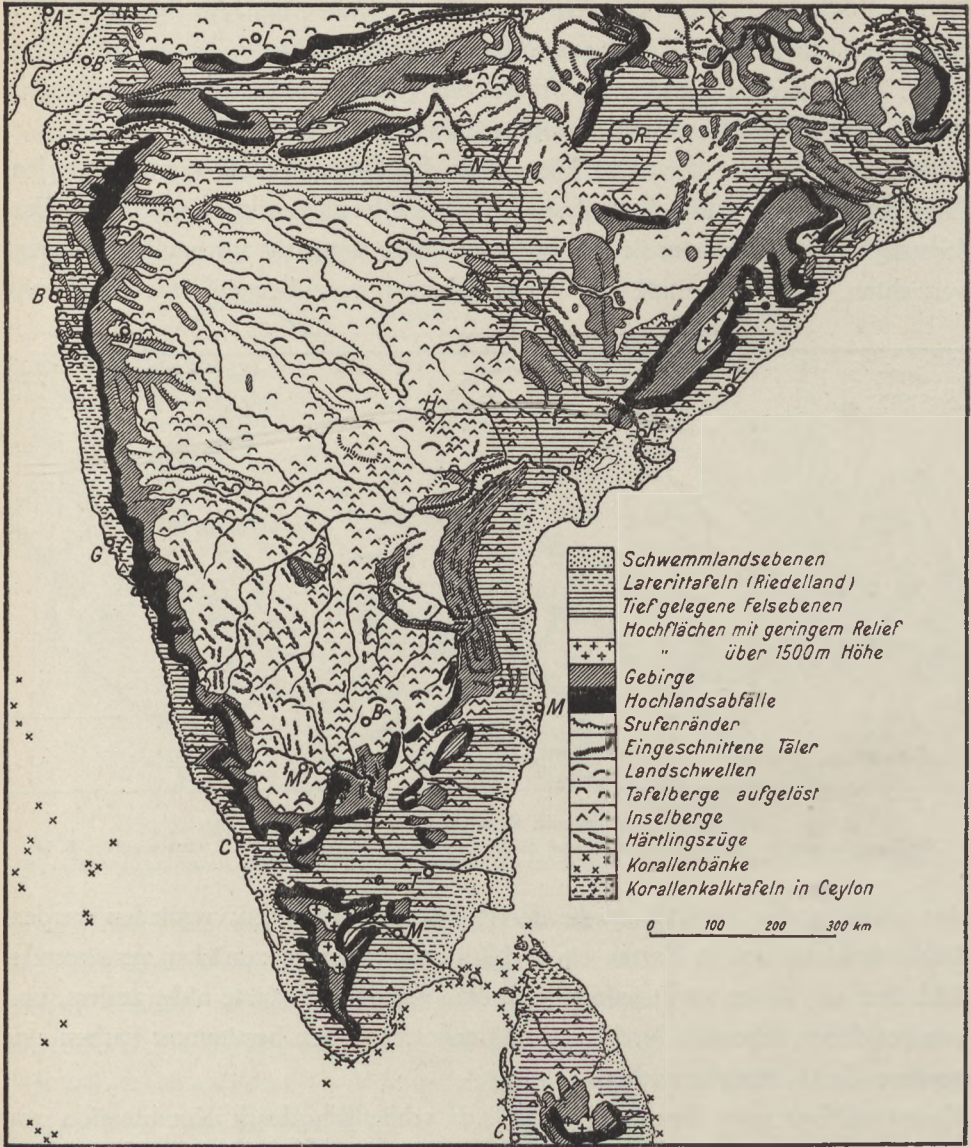 A
J
B
S
R
N
B
P
H
V
R
B
G
B
B
M
M
C
T
M
C
Schwemmlandsebenen
Laterittafeln (Riedelland)
Tief gelegene Felsebenen
Hochflächen mit geringem Relief
" über 1500m Höhe
Gebirge
Hochlandsabfälle
Stufenränder
Eingeschnittene Täler
Landschwellen
Tafelberge aufgelöst
Inselberge
Härtlingszüge
Korallenbänke
Korallenkalktafeln in Ceylon
0 100 200 300 km